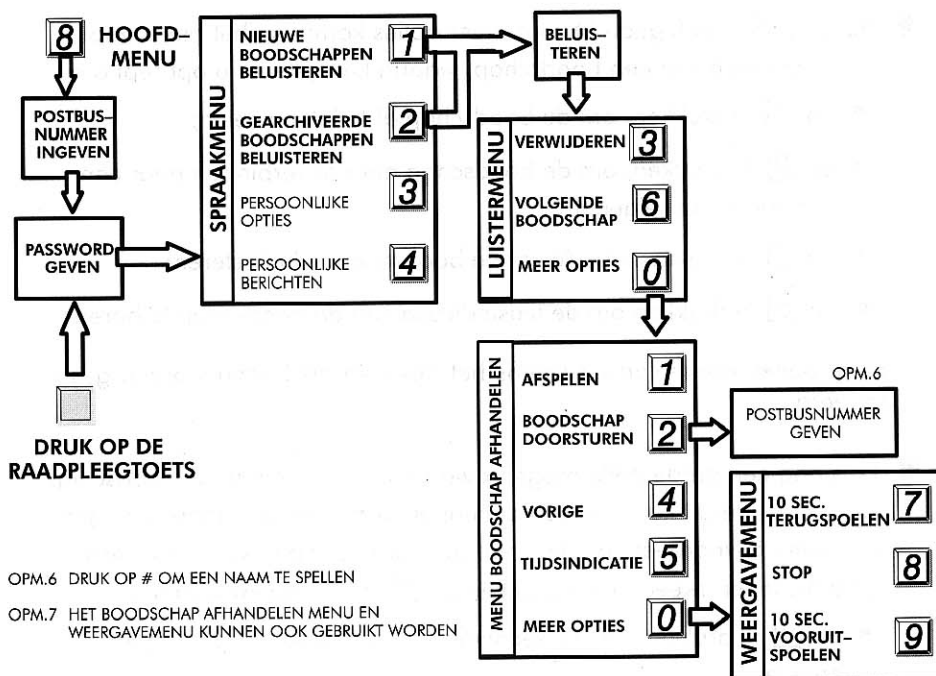 8 HOOFD-
MENU
POSTBUS-
NUMMER
INGEVEN
PASSWORD
GEVEN
DRUK OP DE
RAADPLEEGTOETS
SPRAAKMENU
NIEUWE
BOODSCHAPPEN
BELUISTEREN
1
GEARCHIVEERDE
BOODSCHAPPEN
BELUISTEREN
2
PERSOONLIJKE
OPTIES
3
PERSOONLIJKE
BERICHTEN
4
BELUIS-
TEREN
LUISTERMENU
VERWIJDEREN 3
VOLGENDE
BOODSCHAP
6
MEER OPTIES 0
MENU BOODSCHAP AFHANDELEN
AFSPELEN 1
BOODSCHAP
DOORSTUREN
2
VORIGE 4
TIJDSINDICATIE 5
MEER OPTIES 0
OPM.6
POSTBUSNUMMER
GEVEN
WEERGAVEMENU
10 SEC.
TERUGSPOELEN
7
STOP 8
10 SEC.
VOORUIT-
SPOELEN
9
OPM.6 DRUK OP # OM EEN NAAM TE SPELLEN
OPM.7 HET BOODSCHAP AFHANDELEN MENU EN
WEERGAVEMENU KUNNEN OOK GEBRUIKT WORDEN